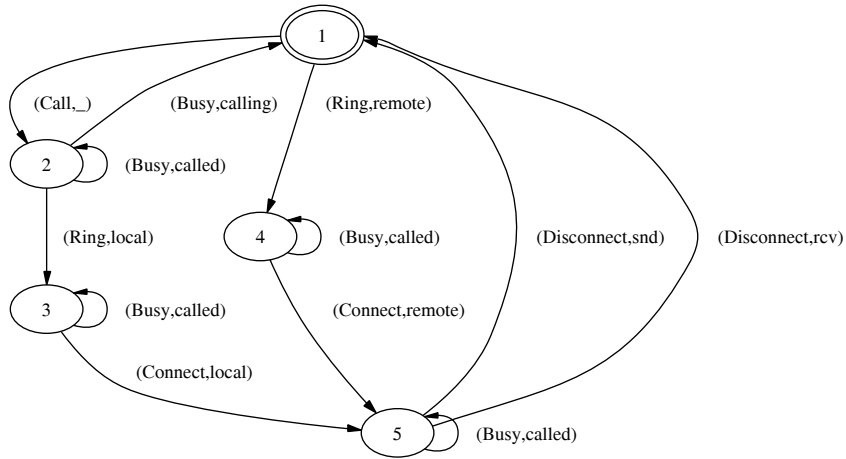 1
(Call,_)
(Busy,calling)
(Ring,remote)
2
(Busy,called)
(Ring,local)
4
(Busy,called)
(Disconnect,snd)
(Disconnect,rcv)
3
(Busy,called)
(Connect,remote)
(Connect,local)
5
(Busy,called)